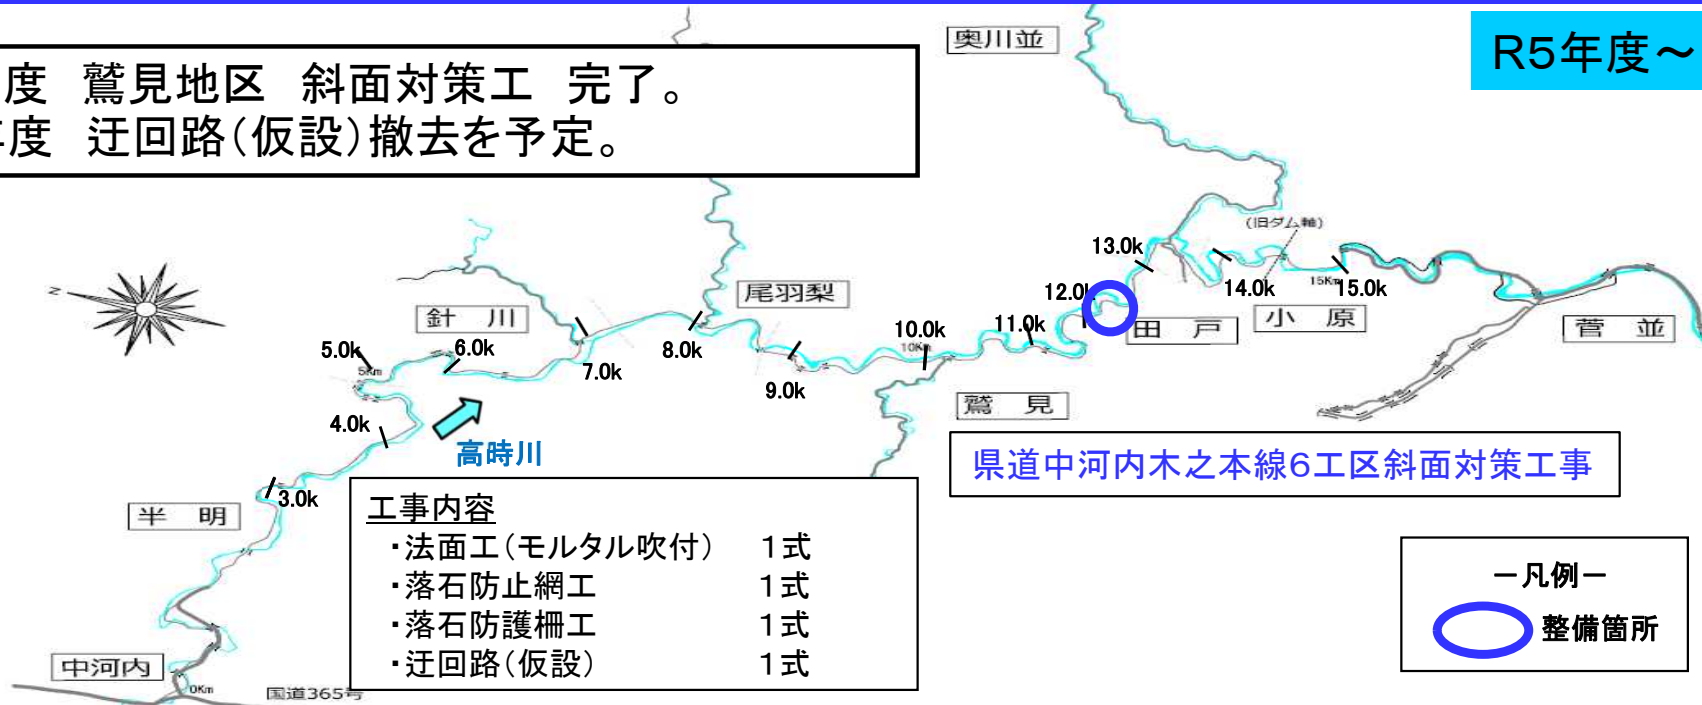 R5年度～
度 鷲見地区 斜面対策工 完了。
年度 迂回路(仮設)撤去を予定。
奥川並
(旧ダム軸)
13.0k
12.0k
14.0k
15Km
15.0k
小 原
田 戸
菅 並
尾羽梨
針 川
5.0k
5Km
6.0k
7.0k
8.0k
9.0k
10.0k
10Km
11.0k
鷲 見
4.0k
高時川
3.0k
半 明
県道中河内木之本線6工区斜面対策工事
工事内容
・法面工(モルタル吹付) 1式
・落石防止網工 1式
・落石防護柵工 1式
・迂回路(仮設) 1式
－凡例－
整備箇所
中河内
0Km
国道365号
N